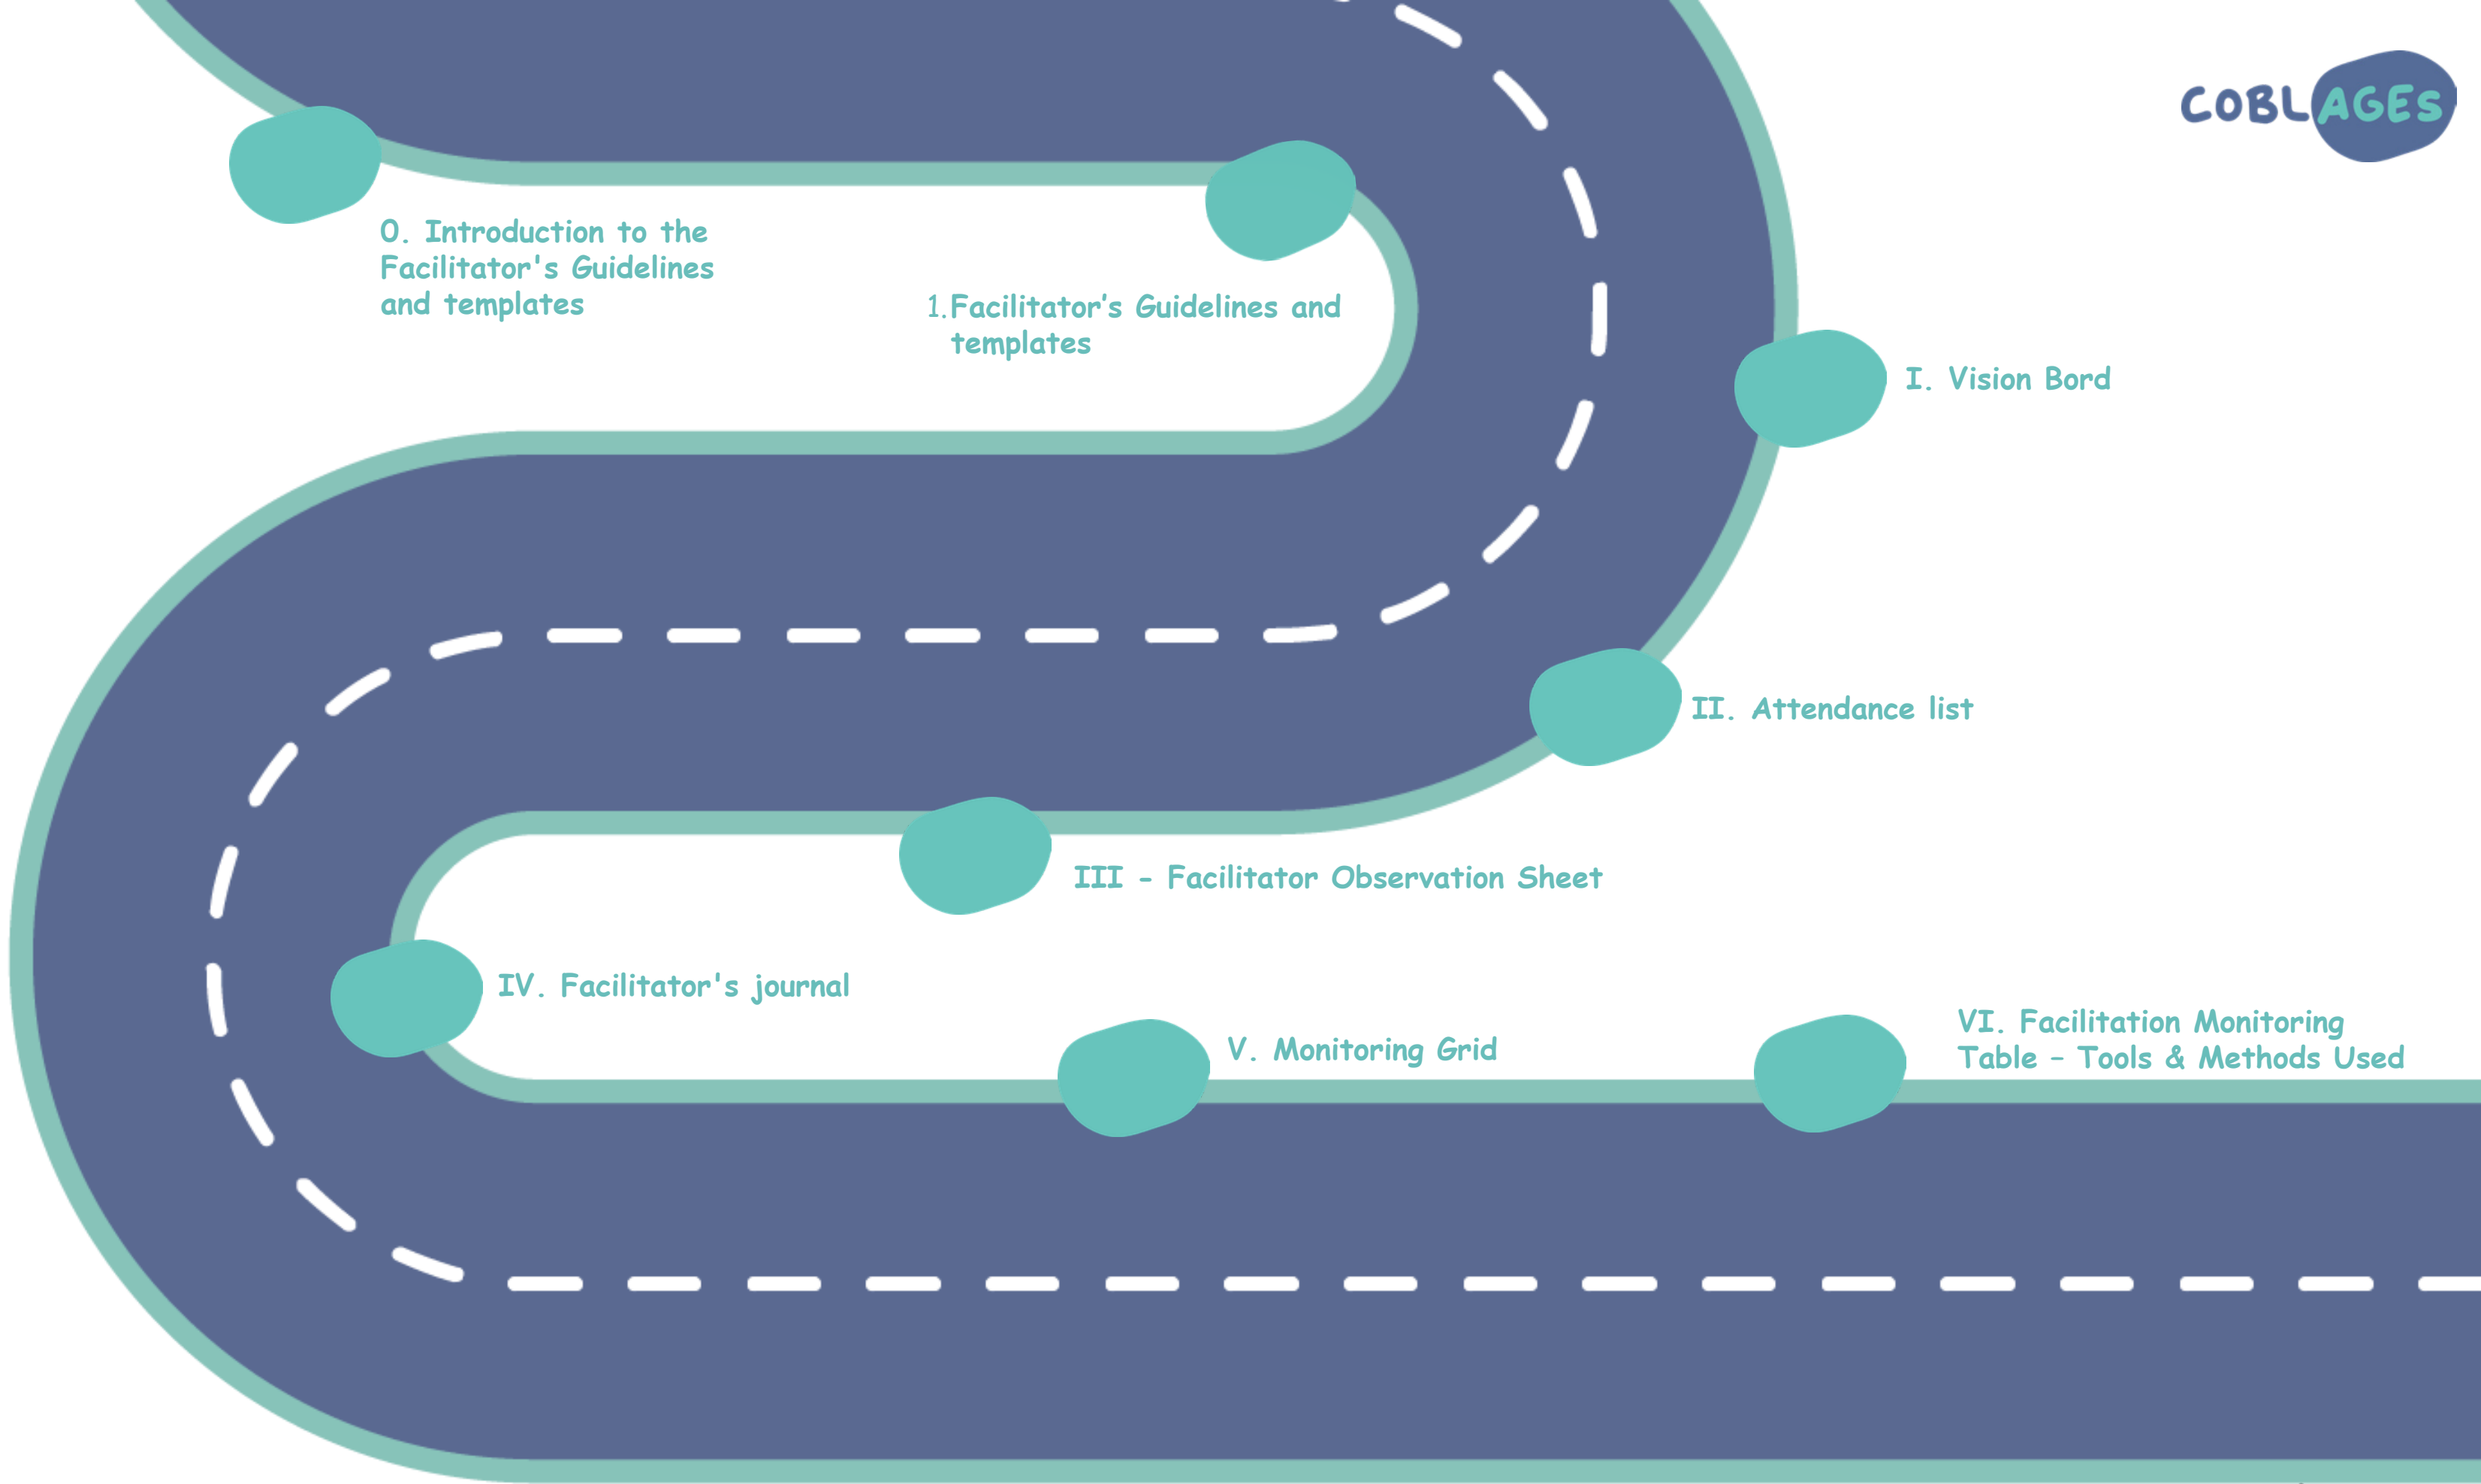 COBLAGES
0. Introduction to the
Facilitator's Guidelines
and templates
1.Facilitator's Guidelines and
templates
I. Vision Bord
II. Attendance list
III - Facilitator Observation Sheet
IV. Facilitator's journal
V. Monitoring Grid
VI. Facilitation Monitoring
Table - Tools & Methods Used